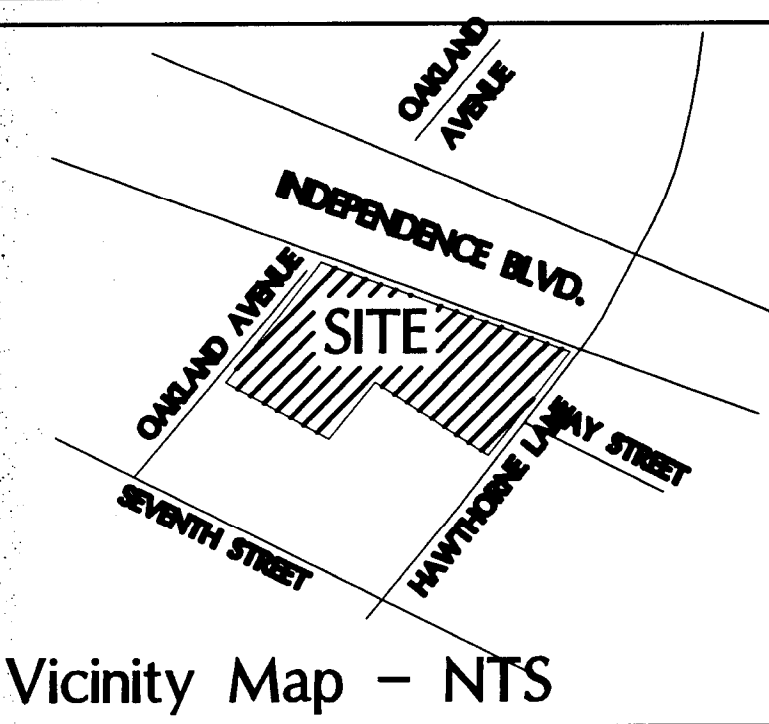 OAKLAND
AVENUE
INDEPENDENCE BLVD.
OAKLAND AVENUE
SITE
WAY STREET
HAWTHORNE LANE
SEVENTH STREET
Vicinity Map - NTS